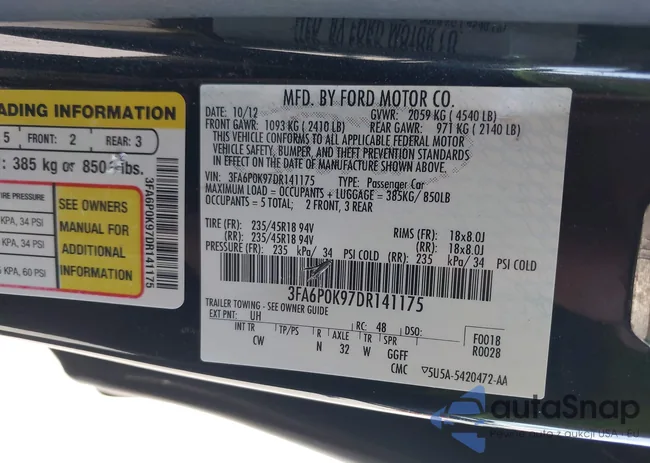 ADING INFORMATION
5 FRONT: 2 REAR: 3
: 385 kg or 850 lbs.
IRE PRESSURE
KPA, 34 PSI
KPA, 34 PSI
KPA, 60 PSI
SEE OWNERS
MANUAL FOR
ADDITIONAL
INFORMATION
3FA6P0K97DR141175
MFD. BY FORD MOTOR CO.
DATE: 10/12 GVWR: 2059 KG ( 4540 LB)
FRONT GAWR: 1093 KG ( 2410 LB) REAR GAWR: 971 KG ( 2140 LB)
THIS VEHICLE CONFORMS TO ALL APPLICABLE FEDERAL MOTOR
VEHICLE SAFETY, BUMPER, AND THEFT PREVENTION STANDARDS
IN EFFECT ON THE DATE OF MANUFACTURE SHOWN ABOVE.
VIN: 3FA6P0K97DR141175 TYPE: Passenger Car
MAXIMUM LOAD = OCCUPANTS + LUGGAGE = 385KG/ 850LB
OCCUPANTS = 5 TOTAL; 2 FRONT, 3 REAR
TIRE (FR): 235/45R18 94V RIMS (FR): 18x8.0J
(RR): 235/45R18 94V (RR): 18x8.0J
PRESSURE (FR): 235 kPa/ 34 PSI COLD (RR): 235 kPa/ 34 PSI COLD
3FA6P0K97DR141175
TRAILER TOWING - SEE OWNER GUIDE
EXT PNT: UH RC: 48 F0018
INT TR TP/PS R AXLE TR SPR R0028
CW N 32 W GGFF
CMC 5U5A-5420472-AA
autaSnap
Pewne auta z aukcji USA - EU